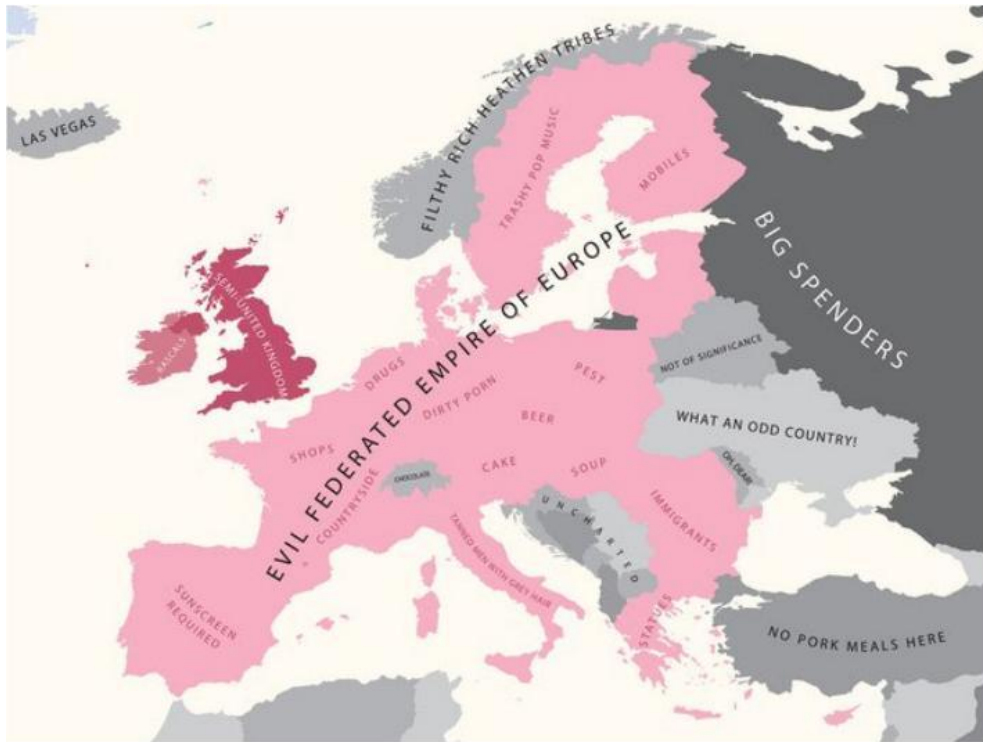 LAS VEGAS
FILTHY RICH HEATHEN TRIBES
TRASHY POP MUSIC
MOBILES
BIG SPENDERS
EVIL FEDERATED EMPIRE OF EUROPE
SEMI-UNITED KINGDOM
RASCALS
DRUGS
DIRTY PORN
PEST
NOT OF SIGNIFICANCE
WHAT AN ODD COUNTRY!
BEER
SHOPS
COUNTRYSIDE
CHOCOLATE
CAKE
SOUP
OH, DEAR!
IMMIGRANTS
UNCHARTED
TANNED MEN WITH GREY HAIR
SUNSCREEN
REQUIRED
STATUES
NO PORK MEALS HERE